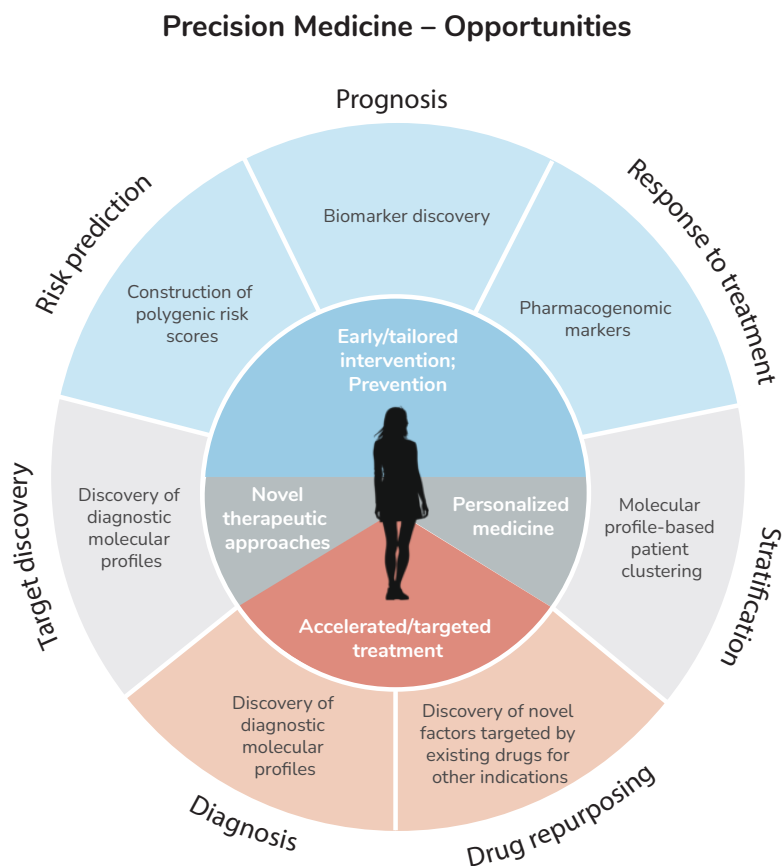 Precision Medicine – Opportunities
Prognosis
Risk prediction
Response to treatment
Biomarker discovery
Construction of
polygenic risk
scores
Pharmacogenomic
markers
Early/tailored
intervention;
Prevention
Target discovery
Discovery of
diagnostic
molecular
profiles
Novel
therapeutic
approaches
Personalized
medicine
Molecular
profile-based
patient
clustering
Stratification
Accelerated/targeted
treatment
Discovery of
diagnostic
molecular
profiles
Discovery of novel
factors targeted by
existing drugs for
other indications
Diagnosis
Drug repurposing